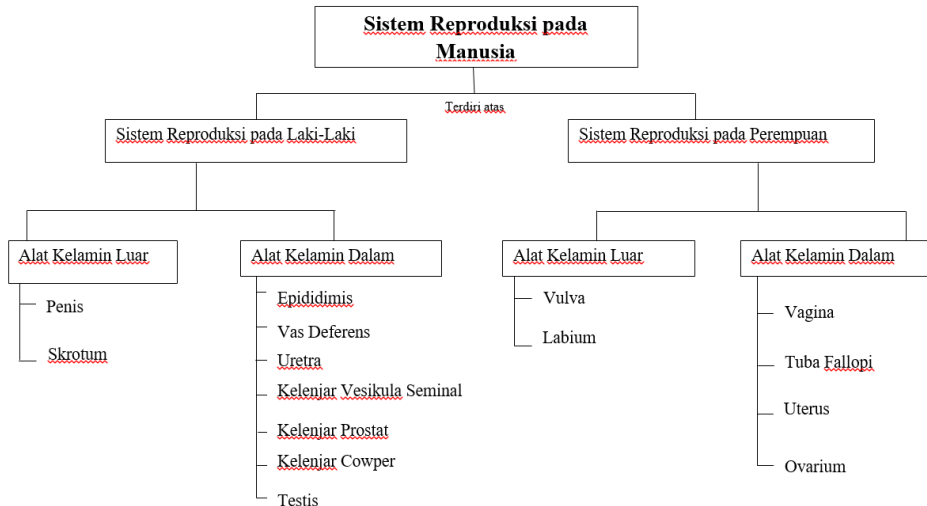 Sistem Reproduksi pada
Manusia
Terdiri atas
Sistem Reproduksi pada Laki-Laki
Sistem Reproduksi pada Perempuan
Alat Kelamin Luar
Penis
Skrotum
Alat Kelamin Dalam
Epididimis
Vas Deferens
Uretra
Kelenjar Vesikula Seminal
Kelenjar Prostat
Kelenjar Cowper
Testis
Alat Kelamin Luar
Vulva
Labium
Alat Kelamin Dalam
Vagina
Tuba Fallopi
Uterus
Ovarium